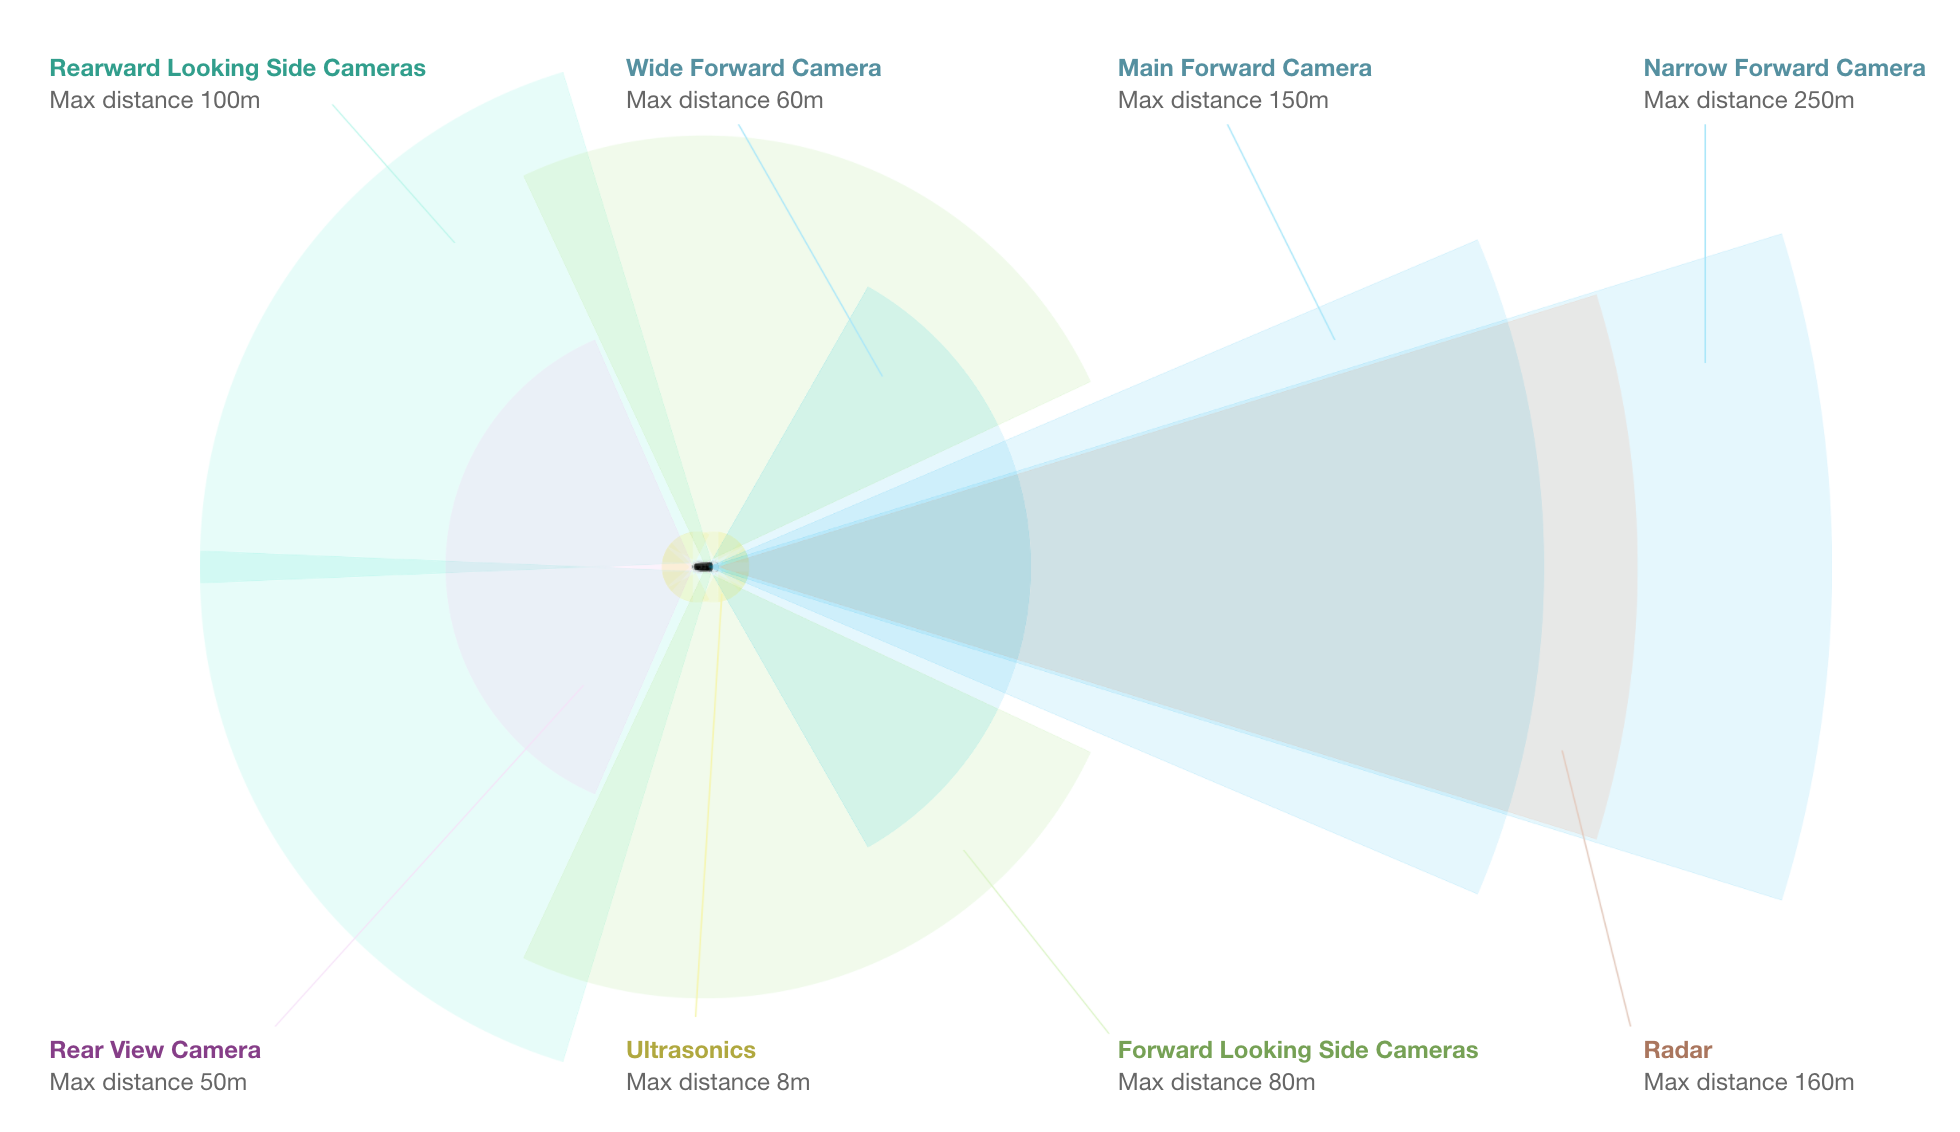 Rearward Looking Side Cameras
Max distance 100m
Wide Forward Camera
Max distance 60m
Main Forward Camera
Max distance 150m
Narrow Forward Camera
Max distance 250m
Rear View Camera
Max distance 50m
Ultrasonics
Max distance 8m
Forward Looking Side Cameras
Max distance 80m
Radar
Max distance 160m